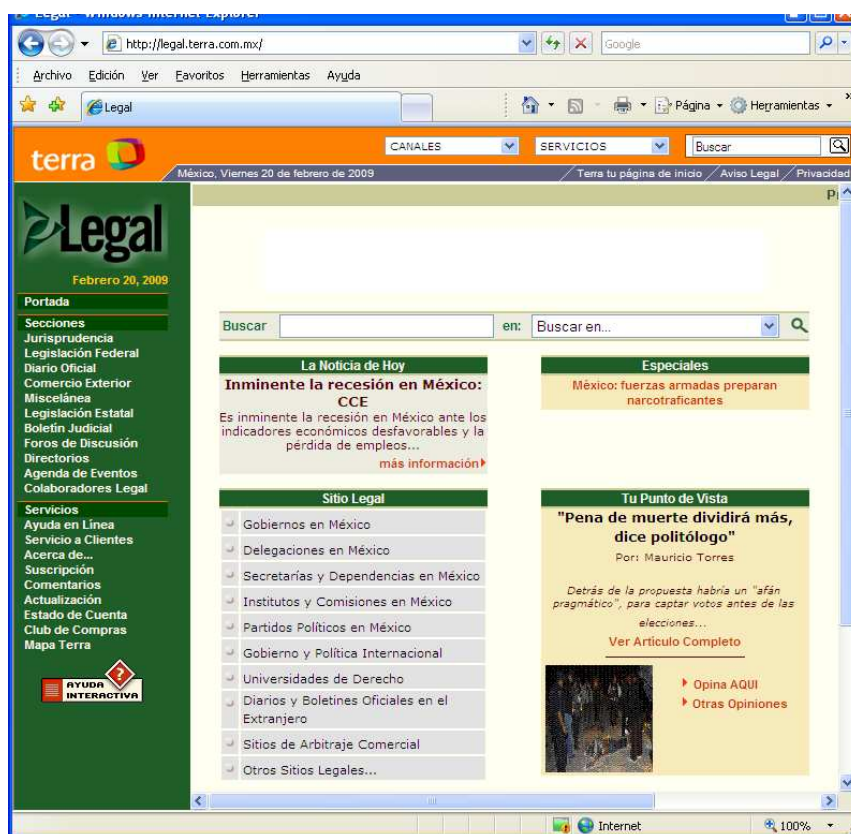 Legal - Windows Internet Explorer
http://legal.terra.com.mx/
Google
Archivo Edición Ver Favoritos Herramientas Ayuda
Legal
Página Herramientas
terra
CANALES
SERVICIOS
Buscar
México, Viernes 20 de febrero de 2009
Terra tu página de inicio / Aviso Legal / Privacidad
Legal
Febrero 20, 2009
Portada
Secciones
Jurisprudencia
Legislación Federal
Diario Oficial
Comercio Exterior
Miscelánea
Legislación Estatal
Boletín Judicial
Foros de Discusión
Directorios
Agenda de Eventos
Colaboradores Legal
Servicios
Ayuda en Línea
Servicio a Clientes
Acerca de...
Suscripción
Comentarios
Actualización
Estado de Cuenta
Club de Compras
Mapa Terra
AYUDA
INTERACTIVA
Buscar
en:
Buscar en...
La Noticia de Hoy
Inminente la recesión en México:
CCE
Es inminente la recesión en México ante los
indicadores económicos desfavorables y la
pérdida de empleos...
más información
Especiales
México: fuerzas armadas preparan
narcotraficantes
Sitio Legal
Gobiernos en México
Delegaciones en México
Secretarías y Dependencias en México
Institutos y Comisiones en México
Partidos Políticos en México
Gobierno y Política Internacional
Universidades de Derecho
Diarios y Boletines Oficiales en el
Extranjero
Sitios de Arbitraje Comercial
Otros Sitios Legales...
Tu Punto de Vista
"Pena de muerte dividirá más,
dice politólogo"
Por: Mauricio Torres
Detrás de la propuesta habría un "afán
pragmático", para captar votos antes de las
elecciones...
Ver Artículo Completo
Opina AQUI
Otras Opiniones
Internet
100%